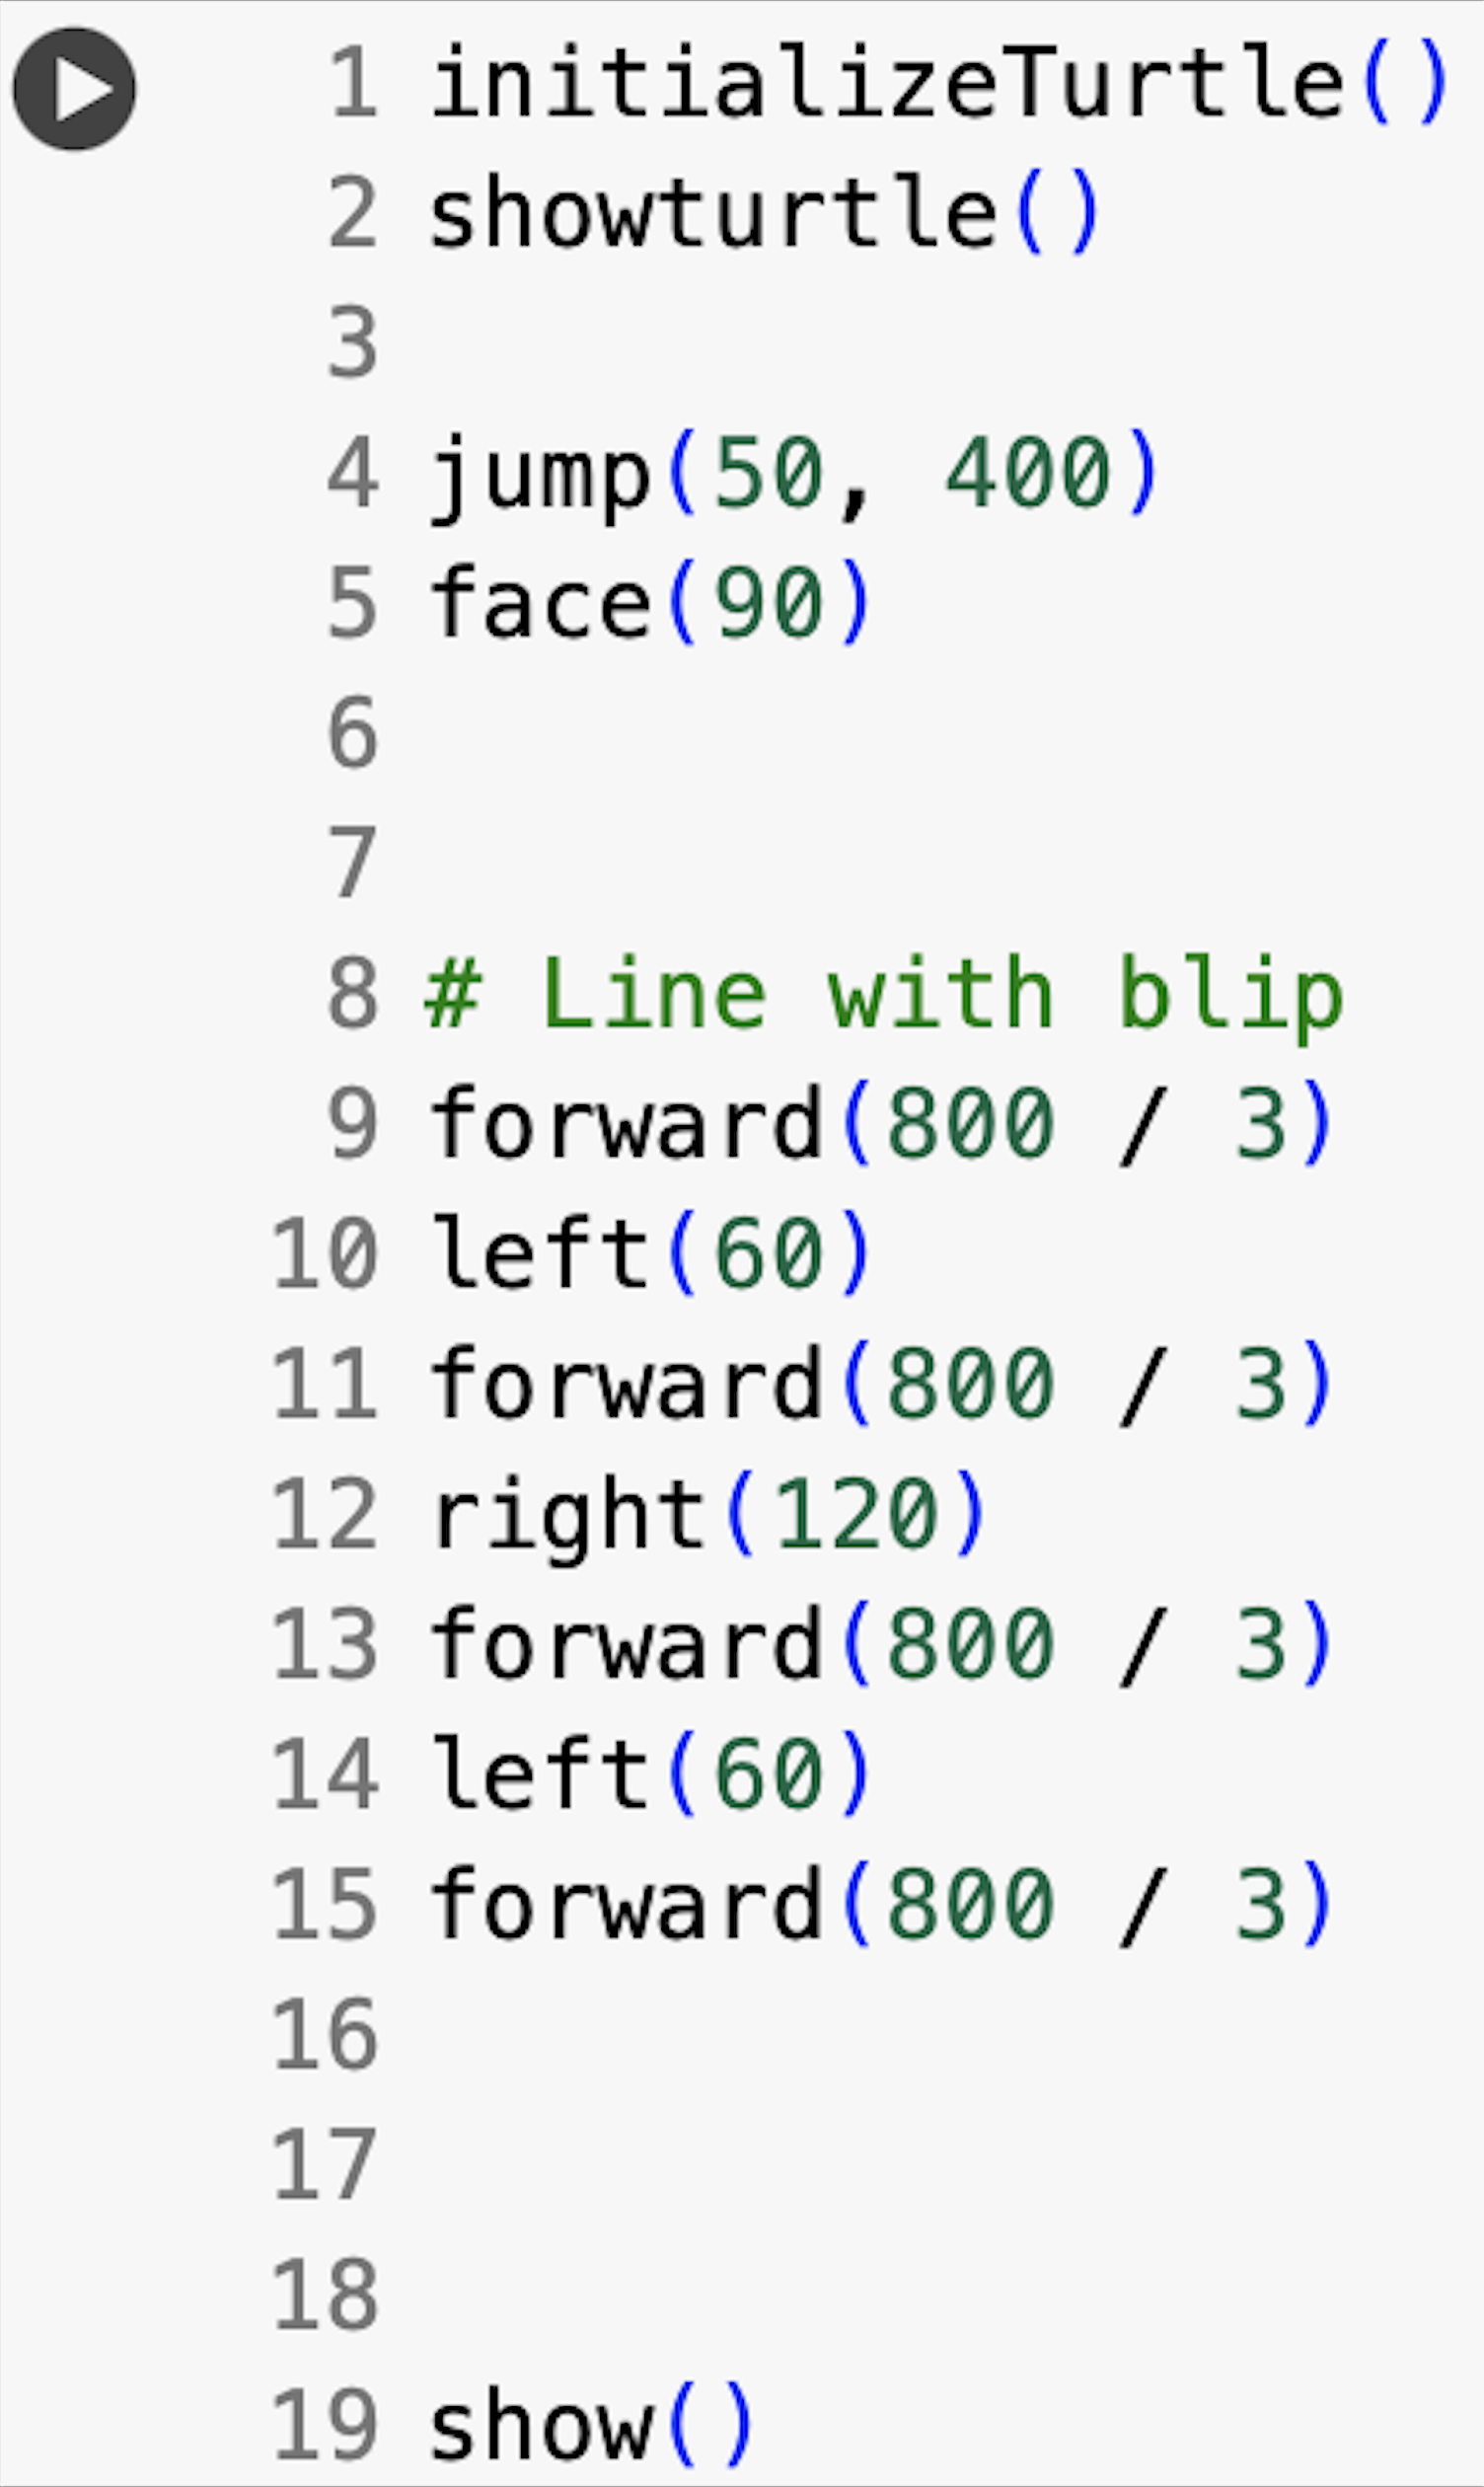 1 initializeTurtle()
2 showturtle()
3
4 jump(50, 400)
5 face(90)
6
7
8 # Line with blip
9 forward(800 / 3)
10 left(60)
11 forward(800 / 3)
12 right(120)
13 forward(800 / 3)
14 left(60)
15 forward(800 / 3)
16
17
18
19 show()